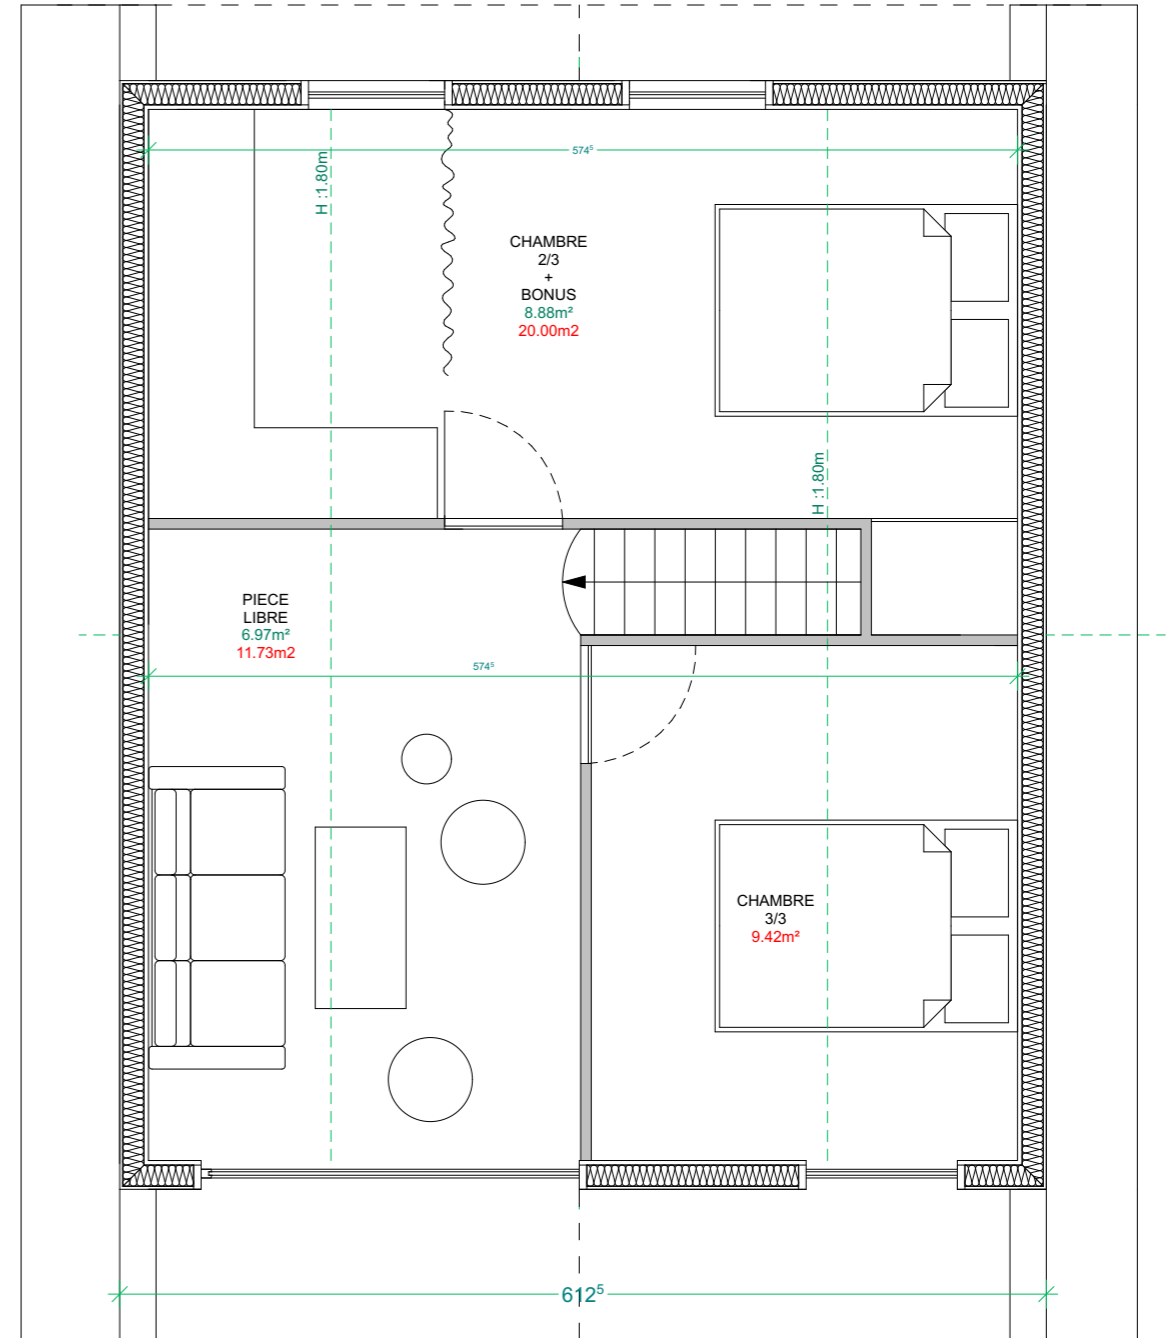 574⁵
H :1.80m
CHAMBRE
2/3
+
BONUS
8.88m²
20.00m2
H :1.80m
PIECE
LIBRE
6.97m²
11.73m2
574⁵
CHAMBRE
3/3
9.42m²
612⁵